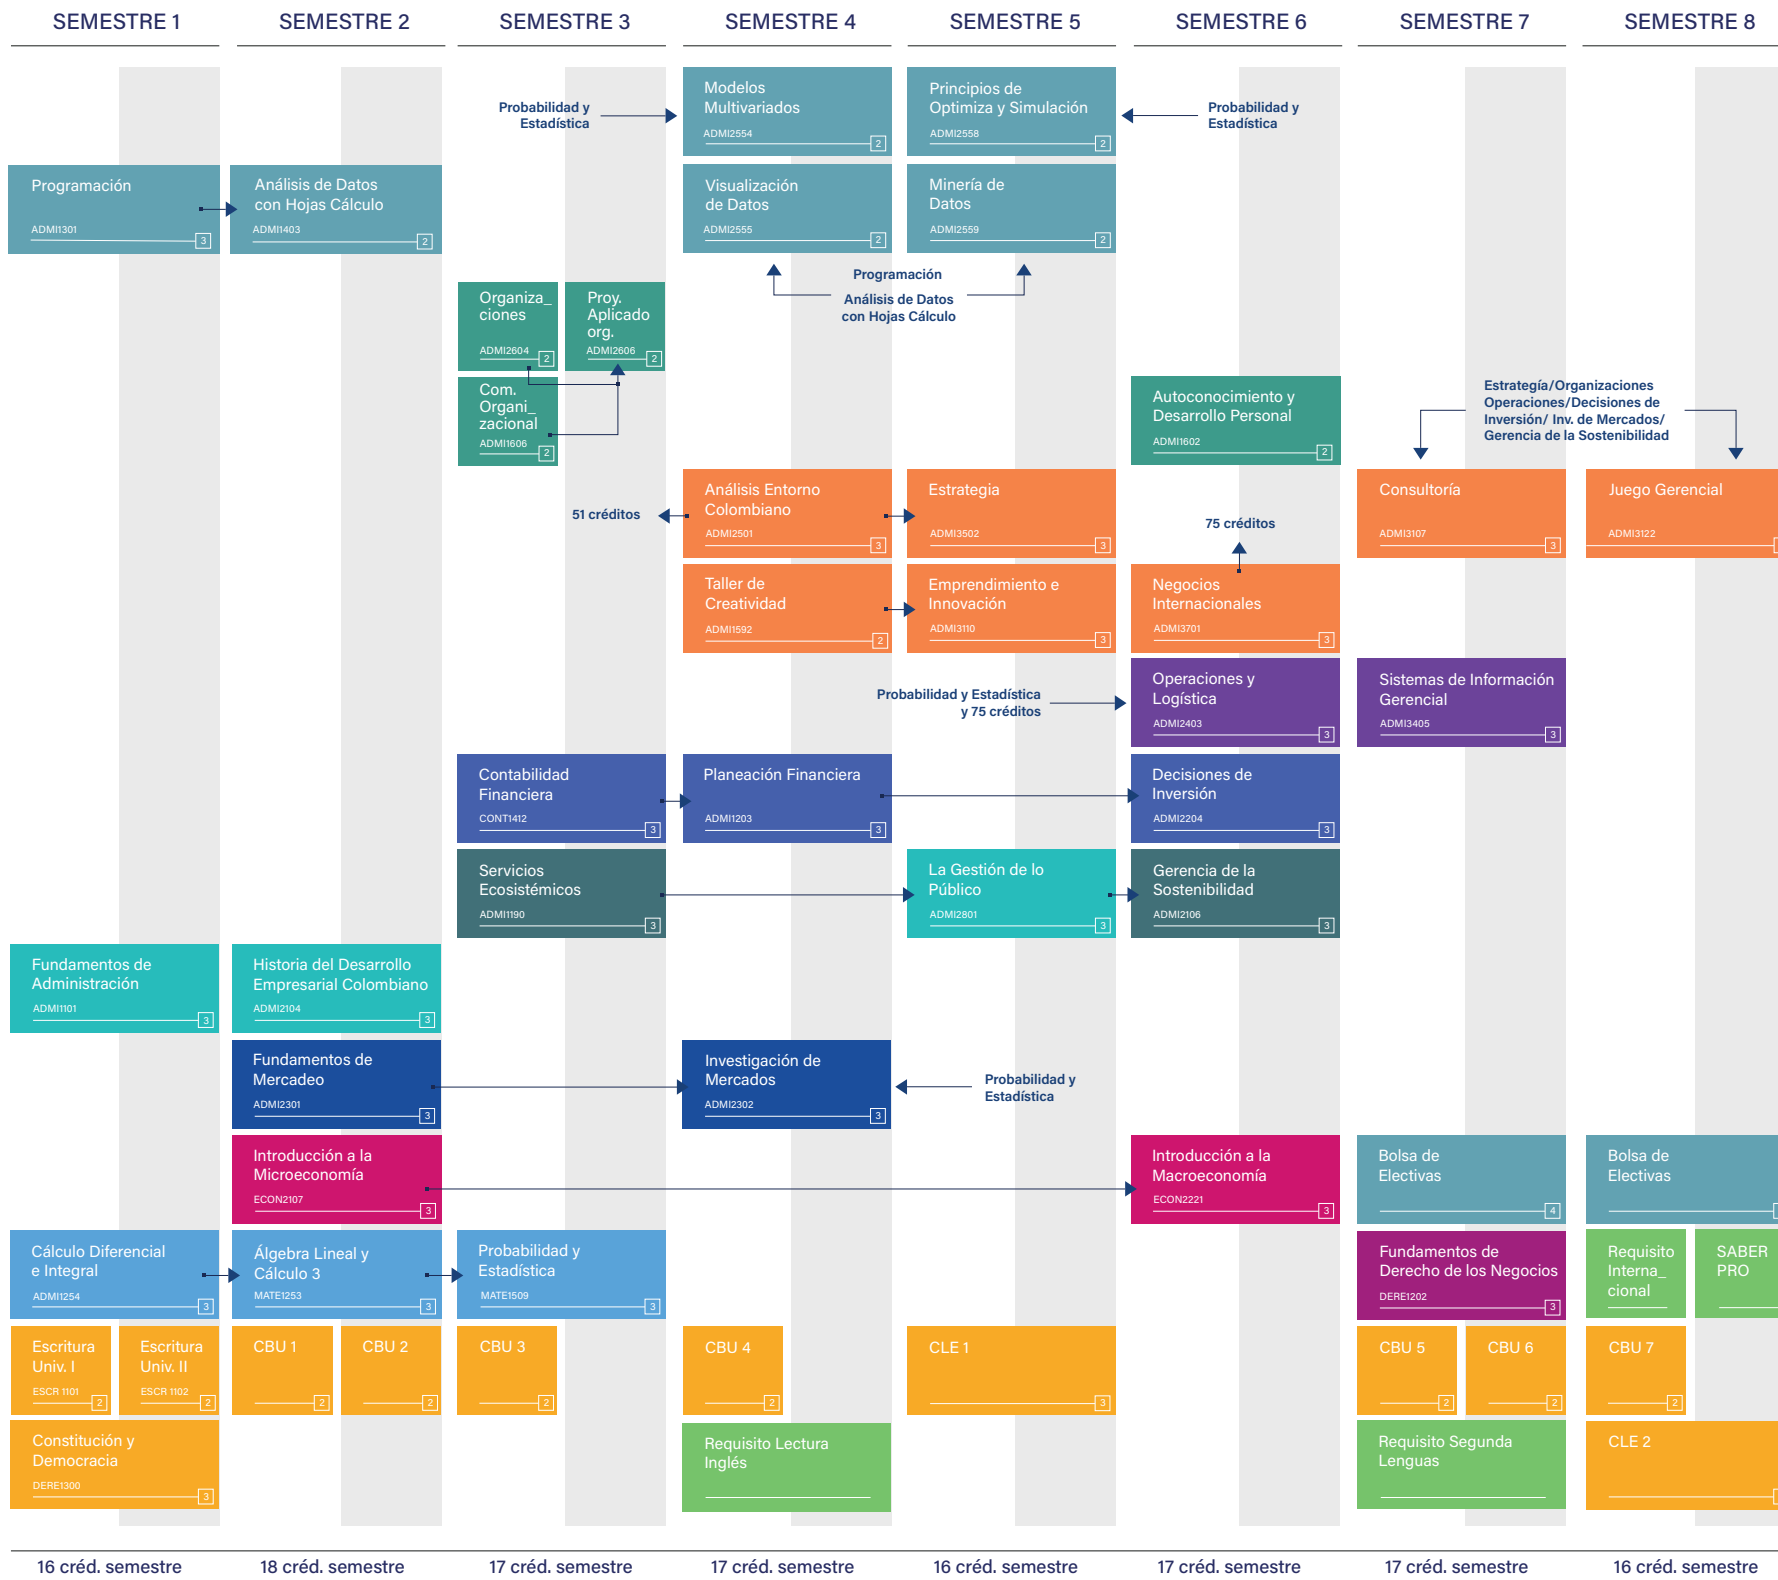 SEMESTRE 1
SEMESTRE 2
SEMESTRE 3
SEMESTRE 4
SEMESTRE 5
SEMESTRE 6
SEMESTRE 7
SEMESTRE 8
Probabilidad y
Estadística
Modelos
Multivariados
ADMI2554
2
Principios de
Optimiza y Simulación
ADMI2558
2
Probabilidad y
Estadística
Programación
ADMI1301
3
Análisis de Datos
con Hojas Cálculo
ADMI1403
2
Visualización
de Datos
ADMI2555
2
Minería de
Datos
ADMI2559
2
Programación
Análisis de Datos
con Hojas Cálculo
Organiza_
ciones
ADMI2604
2
Proy.
Aplicado
org.
ADMI2606
2
Com.
Organi_
zacional
ADMI1606
2
Autoconocimiento y
Desarrollo Personal
ADMI1602
2
Estrategía/Organizaciones
Operaciones/Decisiones de
Inversión/ Inv. de Mercados/
Gerencia de la Sostenibilidad
51 créditos
Análisis Entorno
Colombiano
ADMI2501
3
Estrategia
ADMI3502
3
75 créditos
Consultoría
ADMI3107
3
Juego Gerencial
ADMI3122
Taller de
Creatividad
ADMI1592
2
Emprendimiento e
Innovación
ADMI3110
3
Negocios
Internacionales
ADMI3701
3
Probabilidad y Estadística
y 75 créditos
Operaciones y
Logística
ADMI2403
3
Sistemas de Información
Gerencial
ADMI3405
3
Contabilidad
Financiera
CONT1412
3
Planeación Financiera
ADMI1203
3
Decisiones de
Inversión
ADMI2204
3
Servicios
Ecosistémicos
ADMI1190
3
La Gestión de lo
Público
ADMI2801
3
Gerencia de la
Sostenibilidad
ADMI2106
3
Fundamentos de
Administración
ADMI1101
3
Historia del Desarrollo
Empresarial Colombiano
ADMI2104
3
Fundamentos de
Mercadeo
ADMI2301
3
Investigación de
Mercados
ADMI2302
3
Probabilidad y
Estadística
Introducción a la
Microeconomía
ECON2107
3
Introducción a la
Macroeconomía
ECON2221
3
Bolsa de
Electivas
4
Bolsa de
Electivas
Cálculo Diferencial
e Integral
ADMI1254
3
Álgebra Lineal y
Cálculo 3
MATE1253
3
Probabilidad y
Estadística
MATE1509
3
Fundamentos de
Derecho de los Negocios
DERE1202
3
Requisito
Interna_
cional
SABER
PRO
Escritura
Univ. I
ESCR 1101
2
Escritura
Univ. II
ESCR 1102
2
CBU 1
2
CBU 2
2
CBU 3
2
CBU 4
2
CLE 1
3
CBU 5
2
CBU 6
2
CBU 7
2
Constitución y
Democracia
DERE1300
3
Requisito Lectura
Inglés
Requisito Segunda
Lenguas
CLE 2
16 créd. semestre
18 créd. semestre
17 créd. semestre
17 créd. semestre
16 créd. semestre
17 créd. semestre
17 créd. semestre
16 créd. semestre